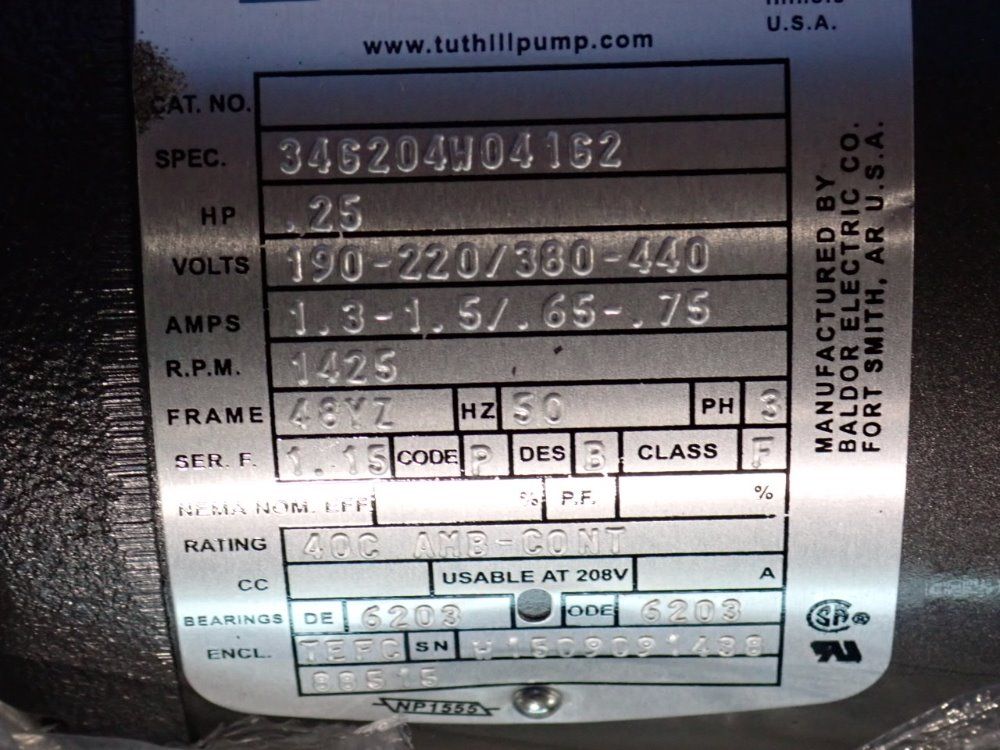 U.S.A.
www.tuthillpump.com
CAT. NO.
SPEC. 346204W04162
HP .25
VOLTS 190-220/380-440
AMPS 1.3-1.5/.65-.75
R.P.M. 1425
FRAME 48YZ HZ 50 PH 3
SER. F. 1.15 CODE P DES B CLASS F
NEMA NOM. EFF. % P.F. %
RATING 40C AMB-CONT
CC USABLE AT 208V A
BEARINGS DE 6203 ODE 6203
ENCL. TEFC SN W1509091438
88515
NP1555
MANUFACTURED BY
BALDOR ELECTRIC CO.
FORT SMITH, AR U.S.A.